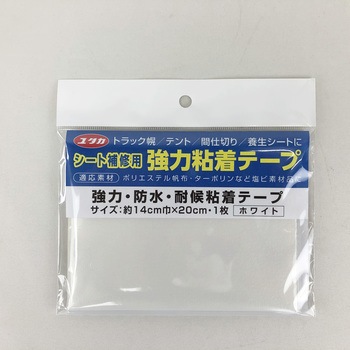 ユタカ
トラック幌／テント／間仕切り／養生シートに
シート補修用 強力粘着テープ
適応素材 ポリエステル帆布・ターポリンなど塩ビ素材品に
強力・防水・耐候粘着テープ
サイズ：約14cm巾×20cm・1枚 ホワイト